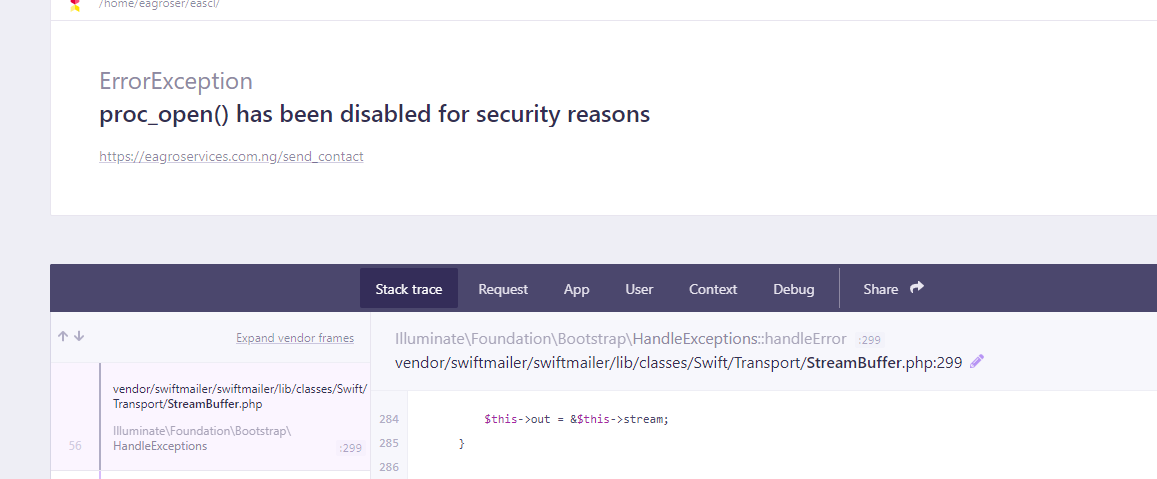 /home/eagroser/eascl/
ErrorException
proc_open() has been disabled for security reasons
https://eagroservices.com.ng/send_contact
Stack trace Request App User Context Debug Share
Expand vendor frames
vendor/swiftmailer/swiftmailer/lib/classes/Swift/
Transport/StreamBuffer.php
Illuminate\Foundation\Bootstrap\
56 HandleExceptions :299
Illuminate\Foundation\Bootstrap\HandleExceptions::handleError :299
vendor/swiftmailer/swiftmailer/lib/classes/Swift/Transport/StreamBuffer.php:299
284 $this->out = &$this->stream;
285 }
286